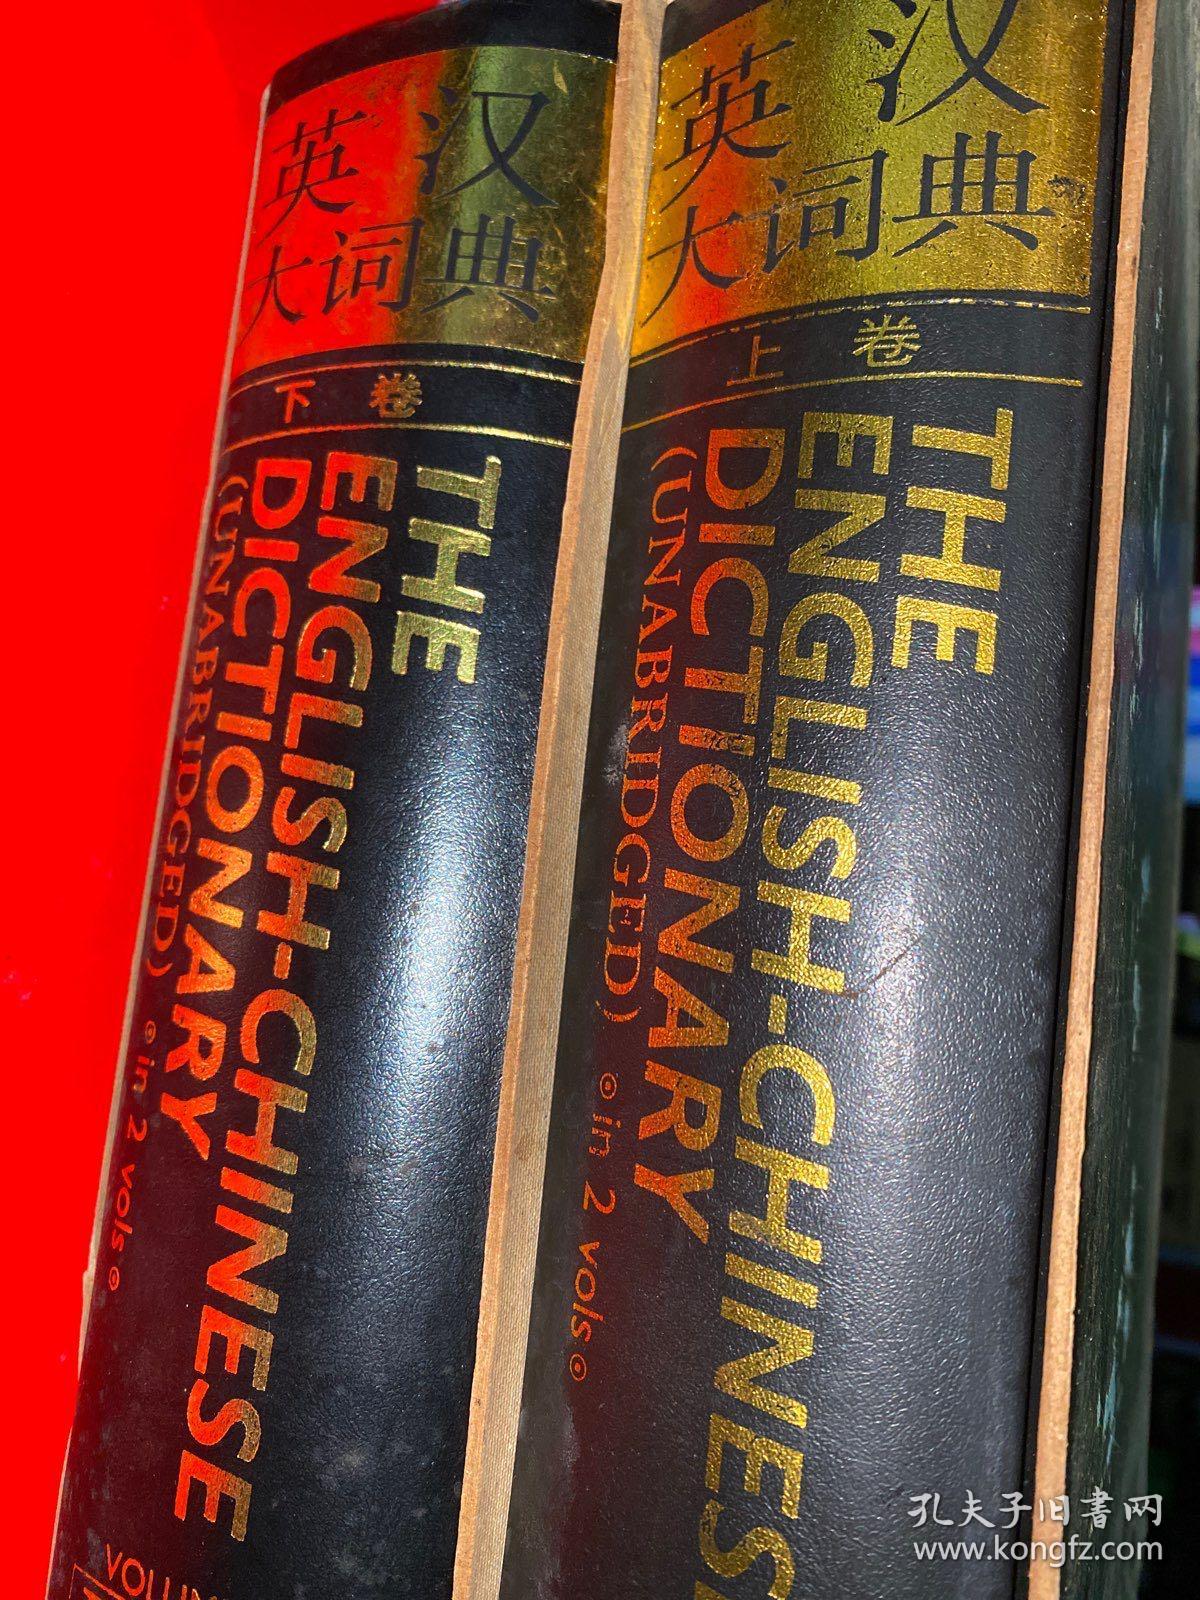 英汉
大词典
下卷
THE
ENGLISH-CHINESE
DICTIONARY
(UNABRIDGED) ⊙ in 2 vols ⊙
英汉
大词典
上卷
THE
ENGLISH-CHINESE
DICTIONARY
(UNABRIDGED) ⊙ in 2 vols ⊙
孔夫子旧書网
www.kongfz.com